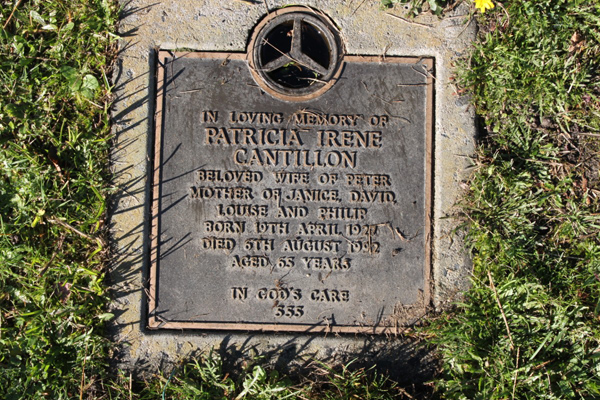 IN LOVING MEMORY OF
PATRICIA IRENE
CANTILLON
BELOVED WIFE OF PETER
MOTHER OF JANICE, DAVID,
LOUISE AND PHILIP
BORN 19TH APRIL 1927
DIED 5TH AUGUST 1982
AGED 55 YEARS
IN GOD'S CARE
555